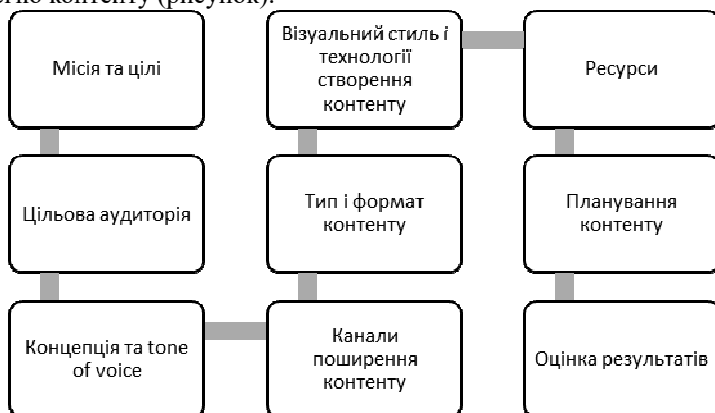 контенту (рисунок).
Місія та цілі
Цільова аудиторія
Концепція та tone
of voice
Канали
поширення
контенту
Тип і формат
контенту
Візуальний стиль і
технології
створення
контенту
Ресурси
Планування
контенту
Оцінка результатів